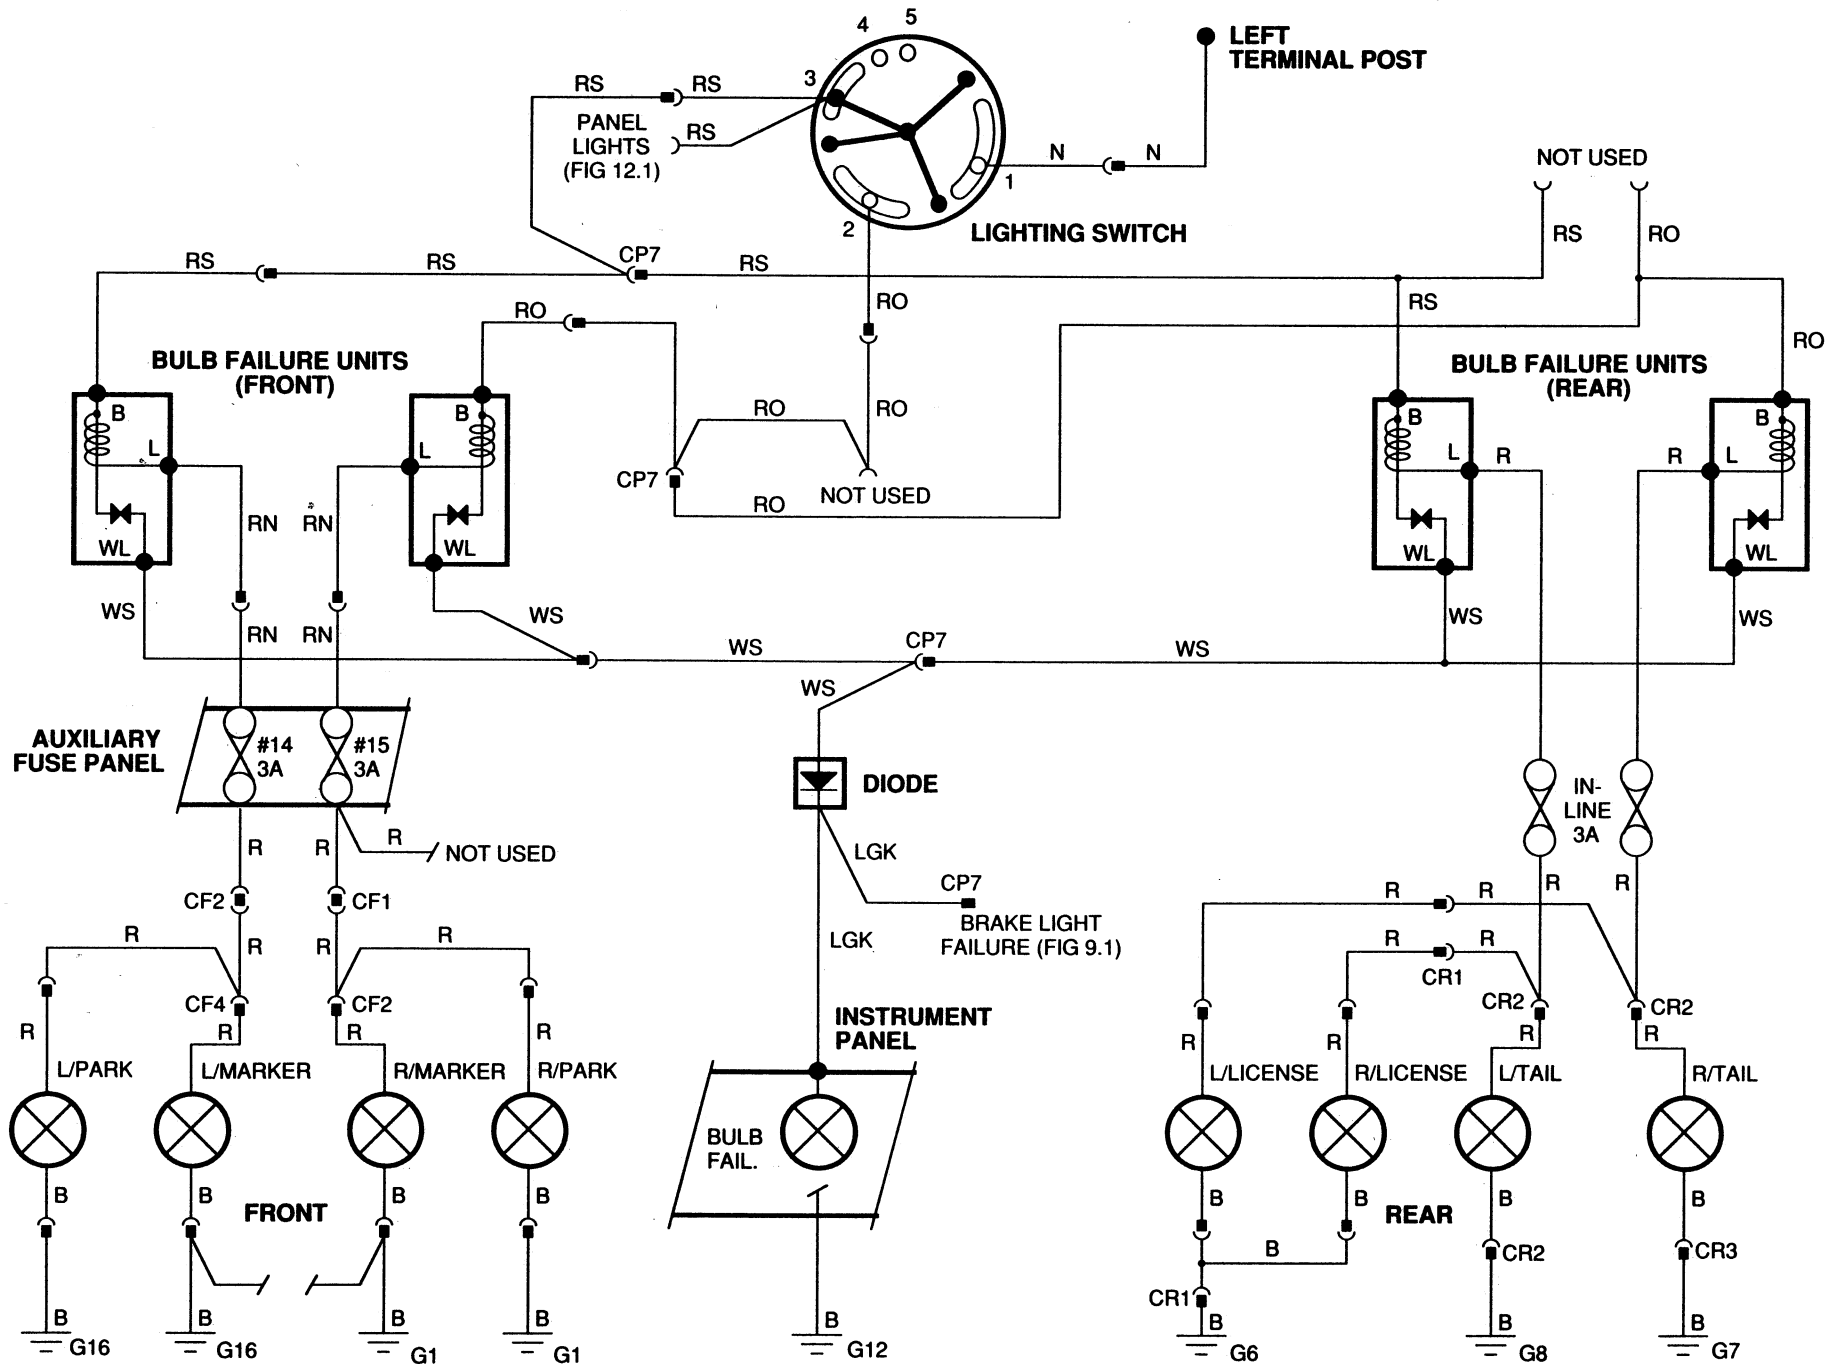 4
5
LEFT
TERMINAL POST
3
RS
RS
PANEL
LIGHTS
(FIG 12.1)
RS
N
N
1
NOT USED
2
LIGHTING SWITCH
RS
RO
RS
RS
CP7
RS
RO
RO
RS
RO
BULB FAILURE UNITS
(FRONT)
BULB FAILURE UNITS
(REAR)
B
L
WL
B
L
WL
RO
RO
CP7
NOT USED
RO
B
L
R
WL
R
L
B
WL
RN
RN
WS
RN
RN
WS
WS
CP7
WS
WS
WS
WS
AUXILIARY
FUSE PANEL
#14
3A
#15
3A
DIODE
IN-
LINE
3A
R
R
R
NOT USED
LGK
CP7
BRAKE LIGHT
FAILURE (FIG 9.1)
LGK
R
R
R
R
CF2
CF1
R
R
R
R
R
R
CR1
CF4
CF2
CR2
CR2
R
R
R
R
INSTRUMENT
PANEL
R
R
R
R
L/PARK
L/MARKER
R/MARKER
R/PARK
L/LICENSE
R/LICENSE
L/TAIL
R/TAIL
BULB
FAIL.
B
B
B
B
FRONT
B
B
REAR
B
B
B
CR2
CR3
CR1
B
B
B
B
B
B
B
B
G16
G16
G1
G1
G12
G6
G8
G7